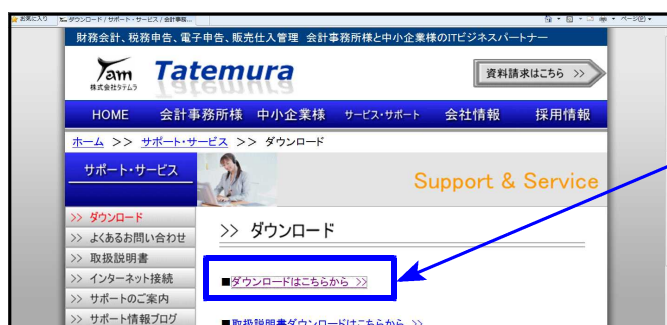 お気に入り
ダウンロード / サポート・サービス / 会計事務...
ページ(P)
財務会計、税務申告、電子申告、販売仕入管理 会計事務所様と中小企業様のITビジネスパートナー
Tam
株式会社タテムラ
Tatemura
資料請求はこちら >>
HOME 会計事務所様 中小企業様 サービス・サポート 会社情報 採用情報
ホーム >> サポート・サービス >> ダウンロード
サポート・サービス
Support & Service
>> ダウンロード
>> よくあるお問い合わせ
>> 取扱説明書
>> インターネット接続
>> サポートのご案内
>> サポート情報ブログ
>> ダウンロード
■ダウンロードはこちらから >>
■取扱説明書ダウンロードはこちらから >>